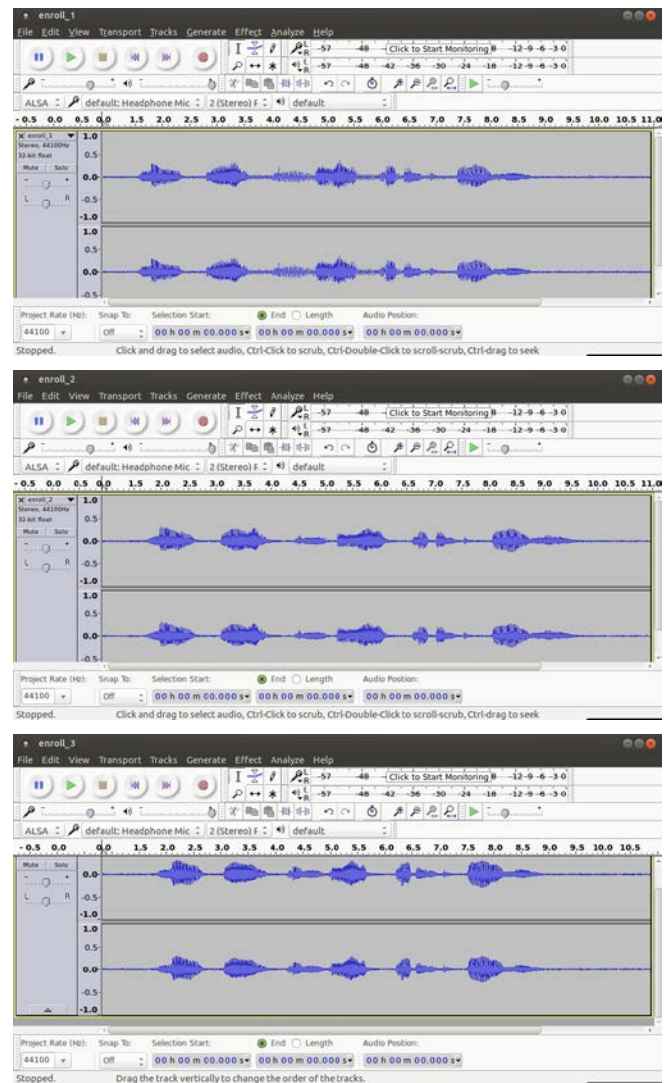 enroll_1
File Edit View Transport Tracks Generate Effect Analyze Help
L R -57 -48 Click to Start Monitoring 8 -12 -9 -6 -3 0
L R -57 -48 -42 -36 -30 -24 -18 -12 -9 -6 -3 0
ALSA default: Headphone Mic 2 (Stereo) F default
- 0.5 0.0 0.5 0.0 0.5 1.0 1.5 2.0 2.5 3.0 3.5 4.0 4.5 5.0 5.5 6.0 6.5 7.0 7.5 8.0 8.5 9.0 9.5 10.0 10.5 11.0
enroll_1 1.0
Stereo, 44100Hz
32-bit float 0.5-
Mute Solo
- + 0.0-
L R -0.5-
-1.0
1.0
0.5-
0.0-
-0.5-
Project Rate (Hz): Snap To: Selection Start: End Length Audio Position:
44100 Off 00 h 00 m 00.000 s 00 h 00 m 00.000 s 00 h 00 m 00.000 s
Stopped. Click and drag to select audio, Ctrl-Click to scrub, Ctrl-Double-Click to scroll-scrub, Ctrl-drag to seek
enroll_2
File Edit View Transport Tracks Generate Effect Analyze Help
L R -57 -48 Click to Start Monitoring 8 -12 -9 -6 -3 0
L R -57 -48 -42 -36 -30 -24 -18 -12 -9 -6 -3 0
ALSA default: Headphone Mic 2 (Stereo) F default
- 0.5 0.0 0.5 0.0 0.5 1.0 1.5 2.0 2.5 3.0 3.5 4.0 4.5 5.0 5.5 6.0 6.5 7.0 7.5 8.0 8.5 9.0 9.5 10.0 10.5 11.0
enroll_2 1.0
Stereo, 44100Hz
32-bit float 0.5-
Mute Solo
- + 0.0-
L R -0.5-
-1.0
1.0
0.5-
0.0-
-0.5-
Project Rate (Hz): Snap To: Selection Start: End Length Audio Position:
44100 Off 00 h 00 m 00.000 s 00 h 00 m 00.000 s 00 h 00 m 00.000 s
Stopped. Click and drag to select audio, Ctrl-Click to scrub, Ctrl-Double-Click to scroll-scrub, Ctrl-drag to seek
enroll_3
File Edit View Transport Tracks Generate Effect Analyze Help
L R -57 -48 Click to Start Monitoring 8 -12 -9 -6 -3 0
L R -57 -48 -42 -36 -30 -24 -18 -12 -9 -6 -3 0
ALSA default: Headphone Mic 2 (Stereo) F default
- 0.5 0.0 0.0 1.0 1.5 2.0 2.5 3.0 3.5 4.0 4.5 5.0 5.5 6.0 6.5 7.0 7.5 8.0 8.5 9.0 9.5 10.0 10.5
Mute Solo
- + 0.0-
L R -0.5-
-1.0
1.0
0.5-
0.0-
-0.5-
-1.0
Project Rate (Hz): Snap To: Selection Start: End Length Audio Position:
44100 Off 00 h 00 m 00.000 s 00 h 00 m 00.000 s 00 h 00 m 00.000 s
Stopped. Drag the track vertically to change the order of the tracks.